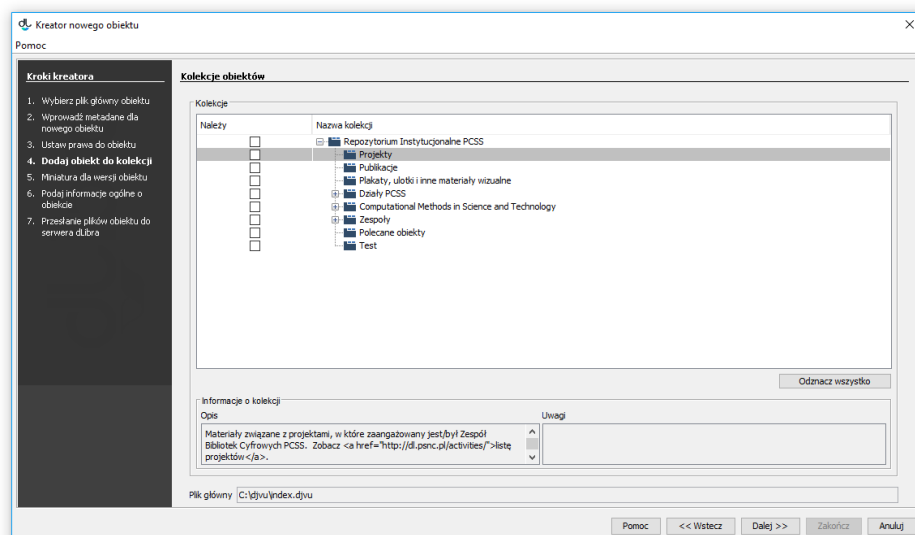 Kreator nowego obiektu
Pomoc
Kroki kreatora
1. Wybierz plik główny obiektu
2. Wprowadź metadane dla
nowego obiektu
3. Ustaw prawa do obiektu
4. Dodaj obiekt do kolekcji
5. Miniatura dla wersji obiektu
6. Podaj informacje ogólne o
obiekcie
7. Przesłanie plików obiektu do
serwera dLibra
Kolekcje obiektów
Kolekcje
Należy Nazwa kolekcji
Repozytorium Instytucjonalne PCSS
Projekty
Publikacje
Plakaty, ulotki i inne materiały wizualne
Działy PCSS
Computational Methods in Science and Technology
Zespoły
Polecane obiekty
Test
Odznacz wszystko
Informacje o kolekcji
Opis Uwagi
Materiały związane z projektami, w które zaangażowany jest/był Zespół
Bibliotek Cyfrowych PCSS. Zobacz <a href="http://dl.psnc.pl/activities/">listę
projektów</a>.
Plik główny C:\djvu\index.djvu
Pomoc << Wstecz Dalej >> Zakończ Anuluj